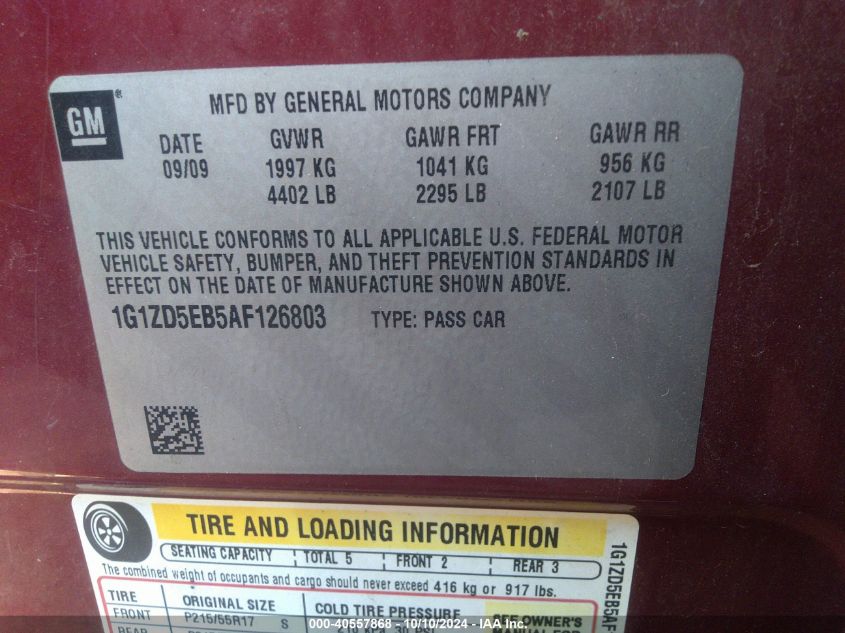 GM
MFD BY GENERAL MOTORS COMPANY
DATE GVWR GAWR FRT GAWR RR
09/09 1997 KG 1041 KG 956 KG
4402 LB 2295 LB 2107 LB
THIS VEHICLE CONFORMS TO ALL APPLICABLE U.S. FEDERAL MOTOR
VEHICLE SAFETY, BUMPER, AND THEFT PREVENTION STANDARDS IN
EFFECT ON THE DATE OF MANUFACTURE SHOWN ABOVE.
1G1ZD5EB5AF126803 TYPE: PASS CAR
TIRE AND LOADING INFORMATION
SEATING CAPACITY TOTAL 5 FRONT 2 REAR 3
The combined weight of occupants and cargo should never exceed 416 kg or 917 lbs.
TIRE ORIGINAL SIZE COLD TIRE PRESSURE SEE OWNER'S
FRONT P215/55R17 S
MANUAL FOR
1G1ZD5EB5AF
000-40557868 - 10/10/2024 - IAA Inc.